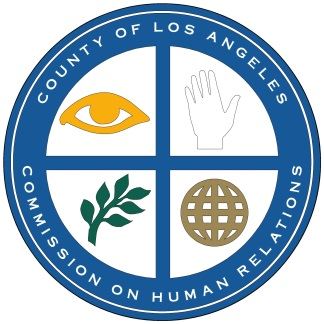 COUNTY OF LOS ANGELES
COMMISSION ON HUMAN RELATIONS